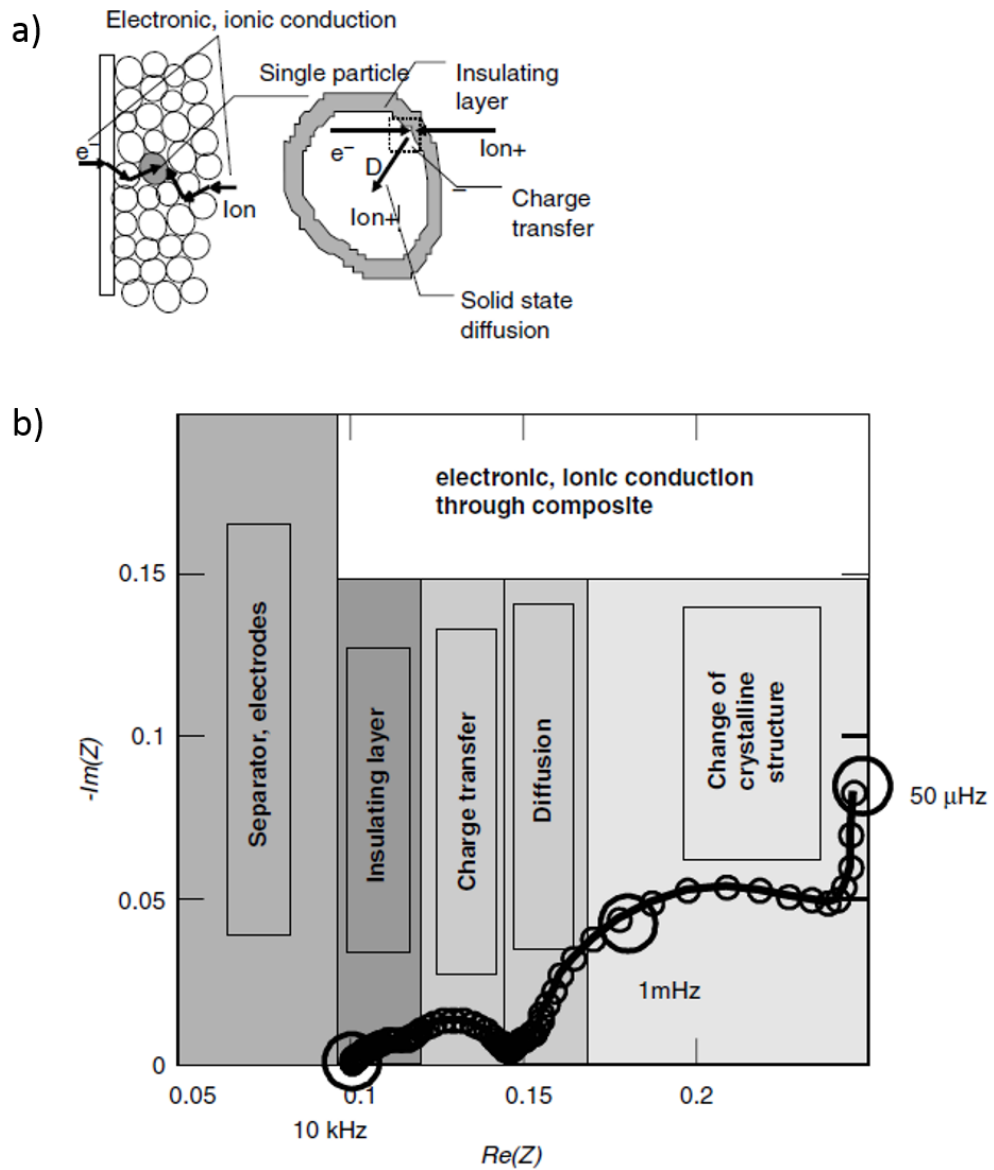 a)
Electronic, ionic conduction
Single particle
Insulating
layer
e⁻
Ion
e⁻
Ion+
D
Ion+
–
Charge
transfer
Solid state
diffusion
b)
electronic, ionic conduction
through composite
Separator, electrodes
Insulating layer
Charge transfer
Diffusion
Change of
crystalline
structure
0.15
0.1
0.05
0
-Im(Z)
50 μHz
1mHz
0.05
0.1
0.15
0.2
10 kHz
Re(Z)